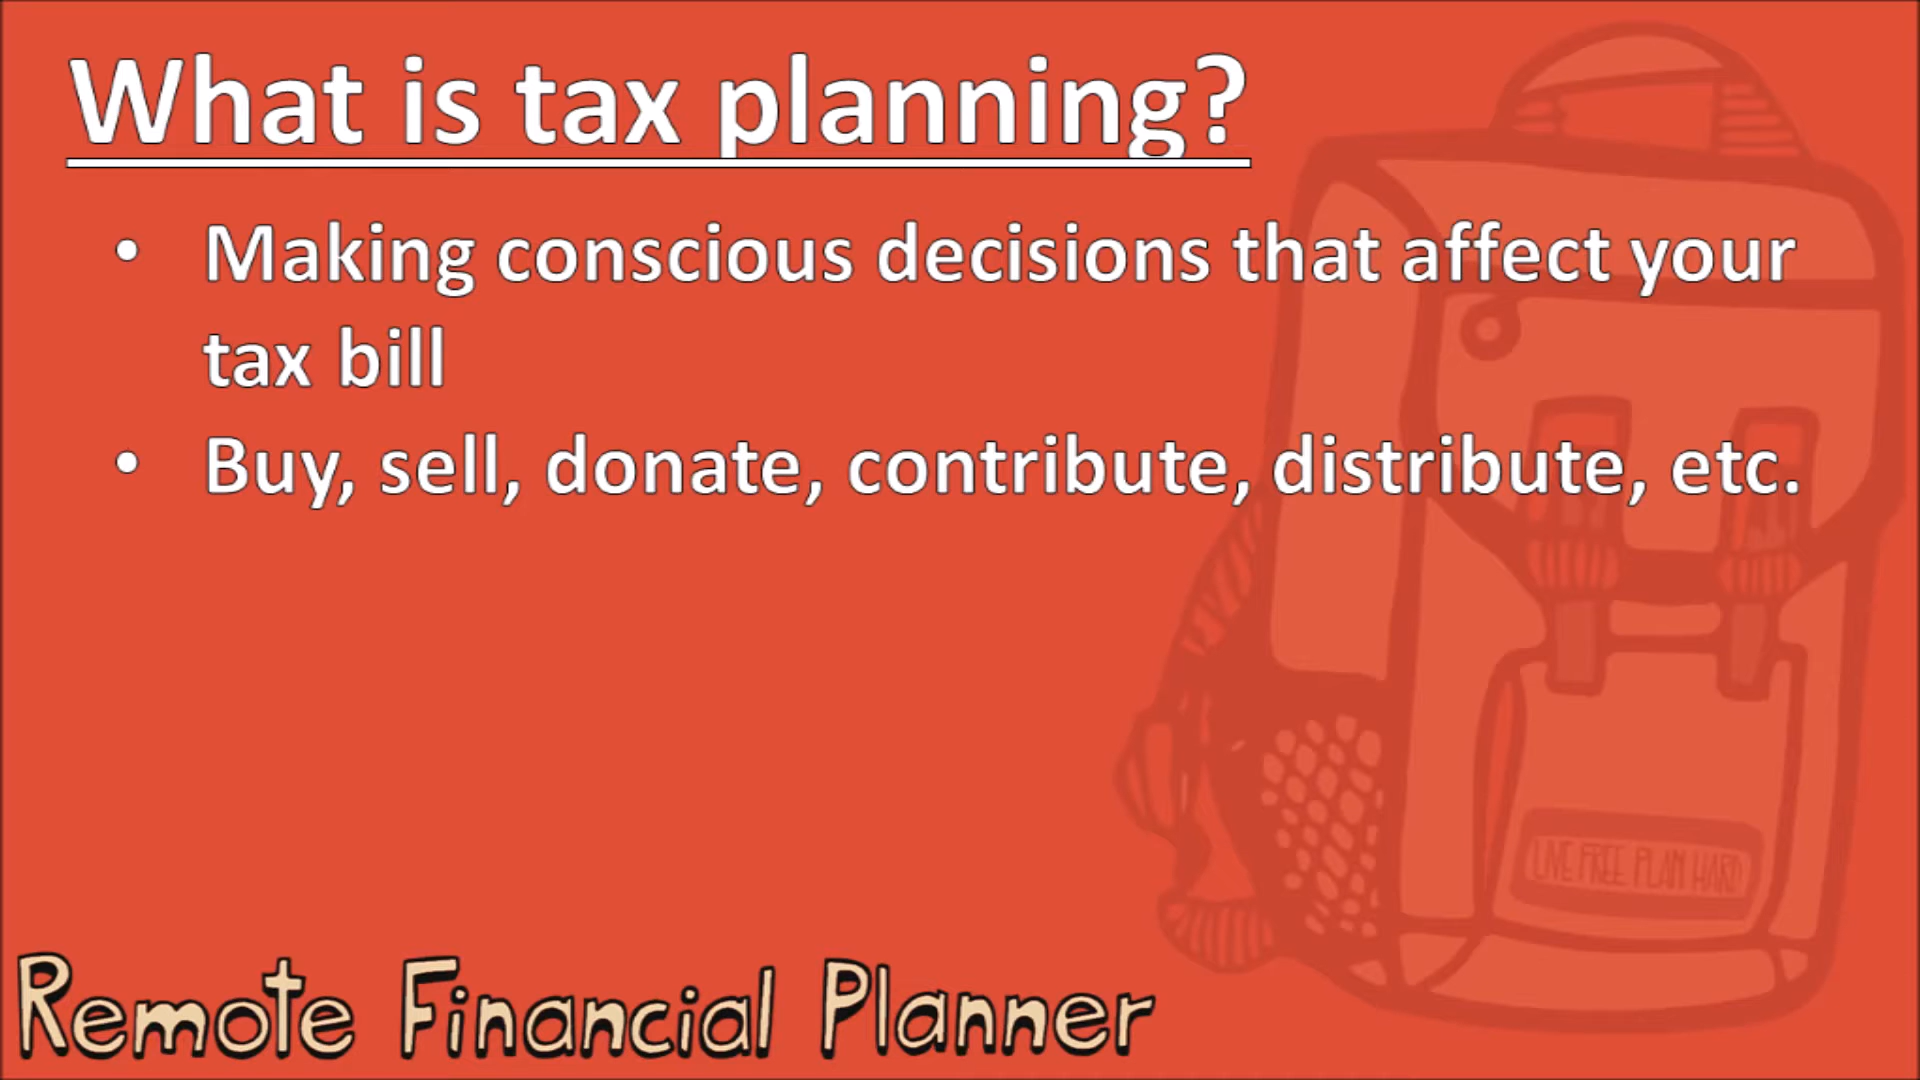 What is tax planning?
• Making conscious decisions that affect your
tax bill
• Buy, sell, donate, contribute, distribute, etc.
LIVE FREE PLAN HARD
Remote Financial Planner